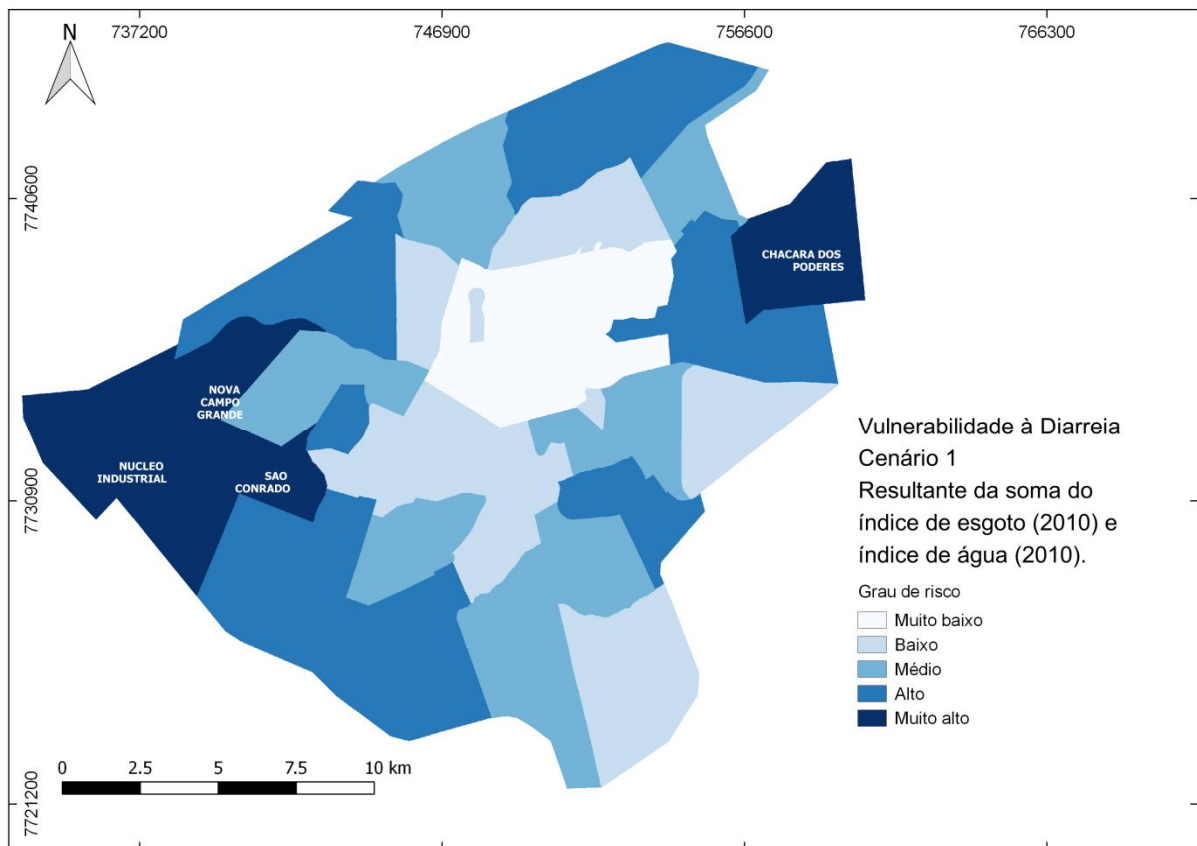 N
737200
746900
756600
766300
7740600
7730900
7721200
CHACARA DOS
PODERES
NOVA
CAMPO
GRANDE
NUCLEO
INDUSTRIAL
SAO
CONRADO
Vulnerabilidade à Diarreia
Cenário 1
Resultante da soma do
índice de esgoto (2010) e
índice de água (2010).
Grau de risco
Muito baixo
Baixo
Médio
Alto
Muito alto
0 2.5 5 7.5 10 km